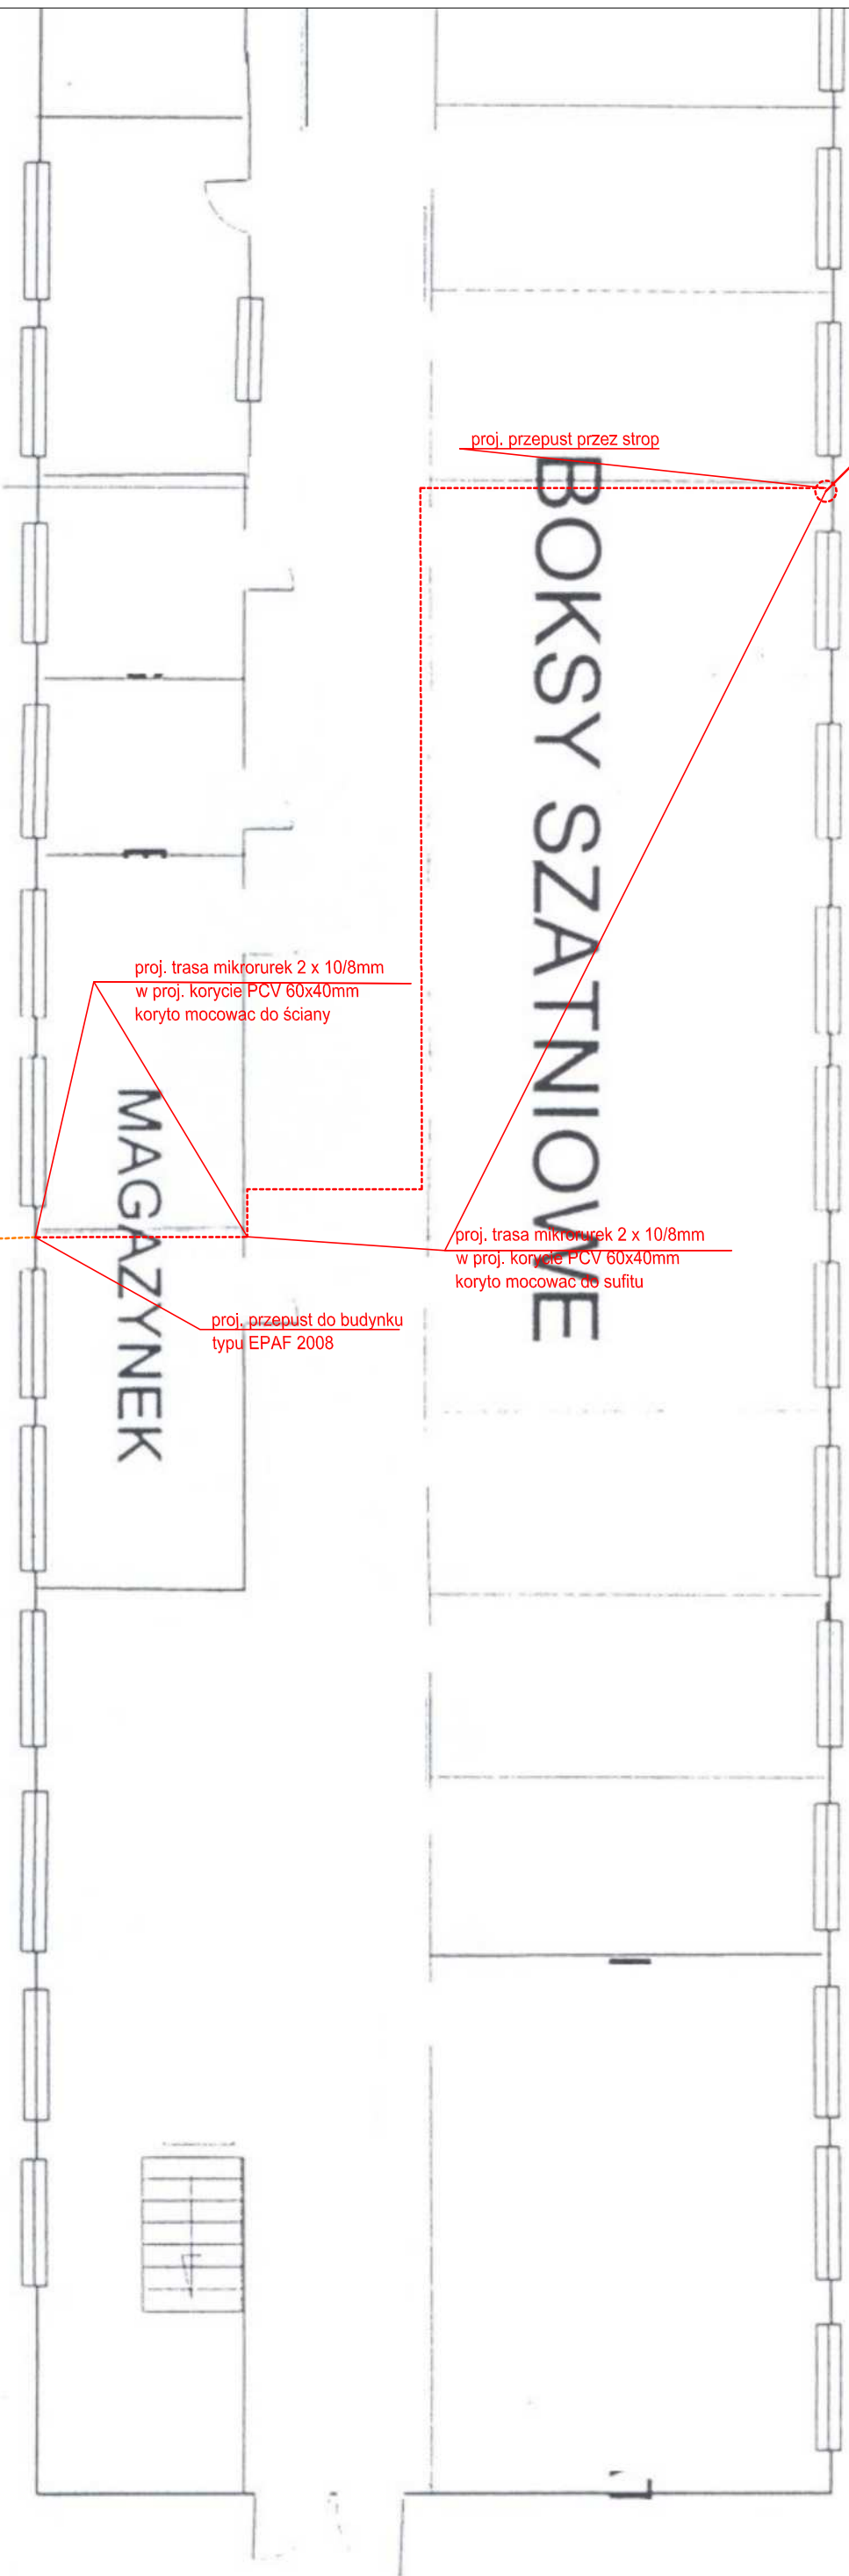 proj. przepust przez strop
BOKSY SZATNIOWE
proj. trasa mikrorurek 2 x 10/8mm
w proj. korycie PCV 60x40mm
koryto mocowac do ściany
MAGAZYNEK
proj. trasa mikrorurek 2 x 10/8mm
w proj. korycie PCV 60x40mm
koryto mocowac do sufitu
proj. przepust do budynku
typu EPAF 2008